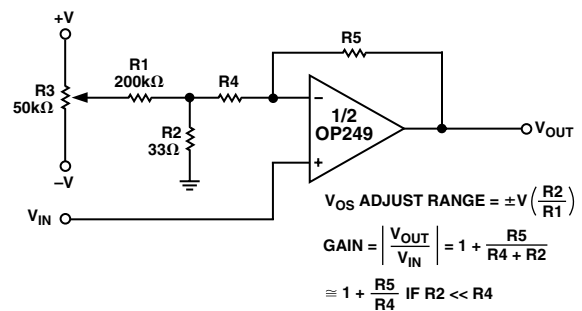 +V
R5
R1
200kΩ
R4
R3
50kΩ
–
1/2
OP249
+
R2
33Ω
VOUT
–V
VIN
VOS ADJUST RANGE = ±V (R2/R1)
GAIN = |VOUT/VIN| = 1 + R5/(R4 + R2)
≅ 1 + R5/R4 IF R2 << R4